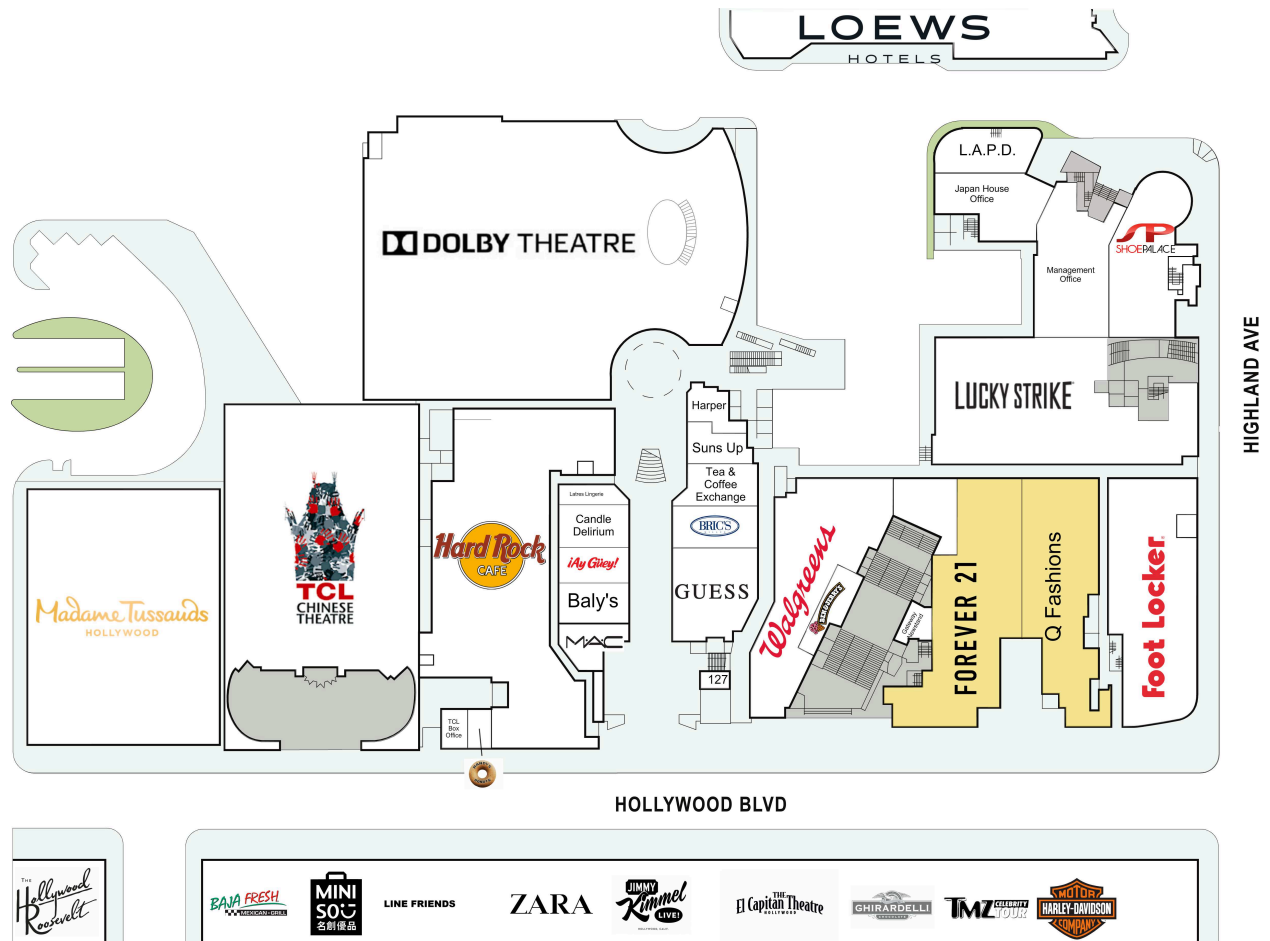 LOEWS
HOTELS
L.A.P.D.
Japan House
Office
SP
SHOEPALACE
Management
Office
DOLBY THEATRE
HIGHLAND AVE
LUCKY STRIKE
Harper
Suns Up
Tea &
Coffee
Exchange
BRIC'S
GUESS
127
Latres Lingerie
Candle
Delirium
¡Ay Güey!
Baly's
MAC
Hard Rock
CAFE
TCL
CHINESE
THEATRE
Madame Tussauds
HOLLYWOOD
TCL
Box
Office
Walgreens
FOREVER 21
Q Fashions
Foot Locker
HOLLYWOOD BLVD
THE
Hollywood
Roosevelt
BAJA FRESH
MEXICAN-GRILL
MINI
SO
名創優品
LINE FRIENDS
ZARA
JIMMY
Kimmel
LIVE!
THE
El Capitan Theatre
HOLLYWOOD
GHIRARDELLI
TMZ CELEBRITY
TOUR
MOTOR
HARLEY-DAVIDSON
COMPANY